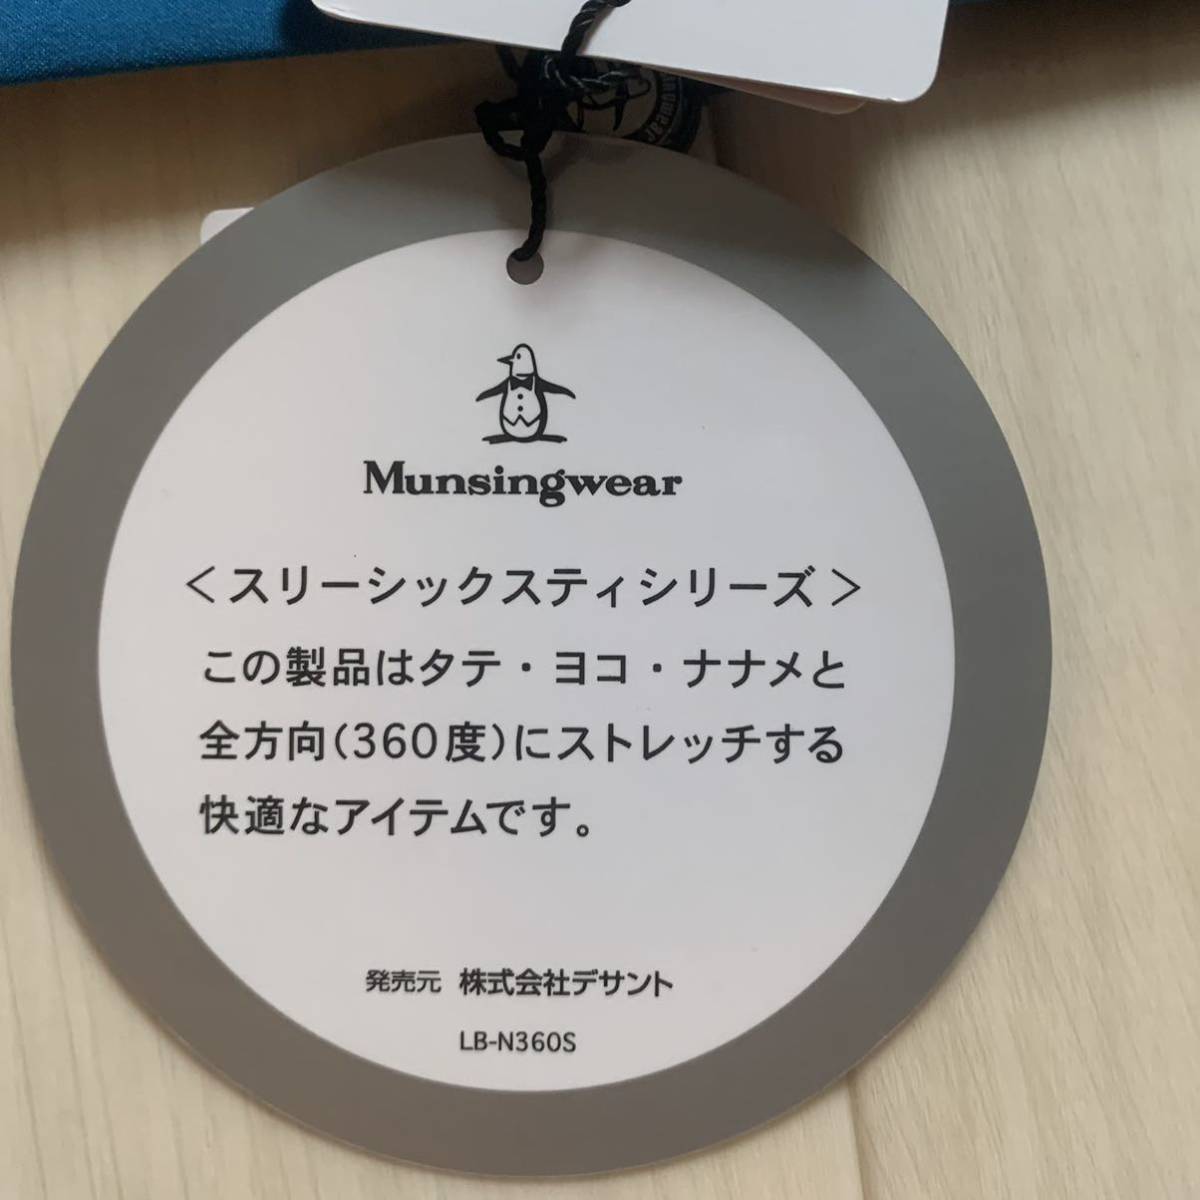 Munsingwear
＜スリーシックスティシリーズ＞
この製品はタテ・ヨコ・ナナメと
全方向(360度)にストレッチする
快適なアイテムです。
発売元 株式会社デサント
LB-N360S